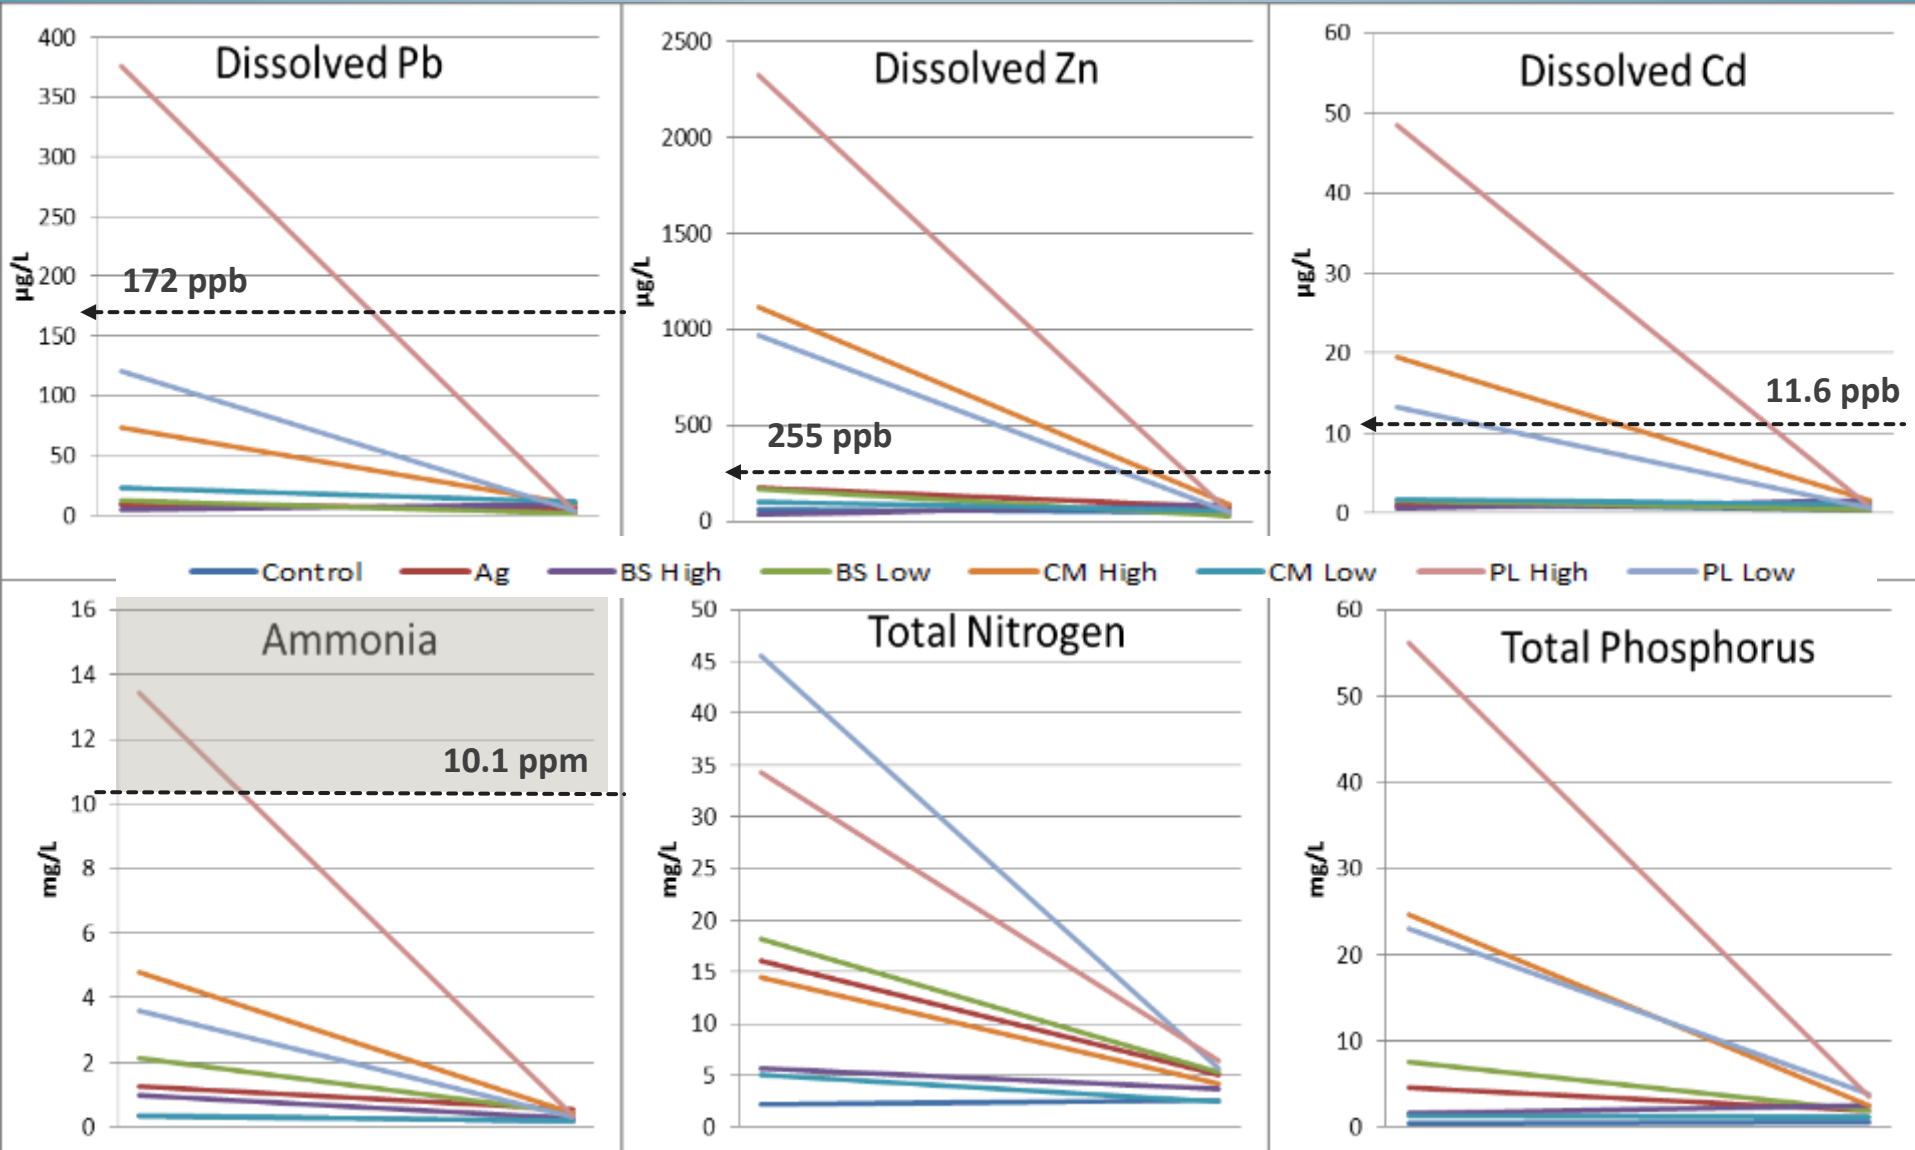 Dissolved Pb
400
350
300
250
200
150
100
50
0
µg/L
172 ppb
Dissolved Zn
2500
2000
1500
1000
500
0
µg/L
255 ppb
Dissolved Cd
60
50
40
30
20
10
0
µg/L
11.6 ppb
Control Ag BS High BS Low CM High CM Low PL High PL Low
Ammonia
16
14
12
10
8
6
4
2
0
mg/L
10.1 ppm
Total Nitrogen
50
45
40
35
30
25
20
15
10
5
0
mg/L
Total Phosphorus
60
50
40
30
20
10
0
mg/L